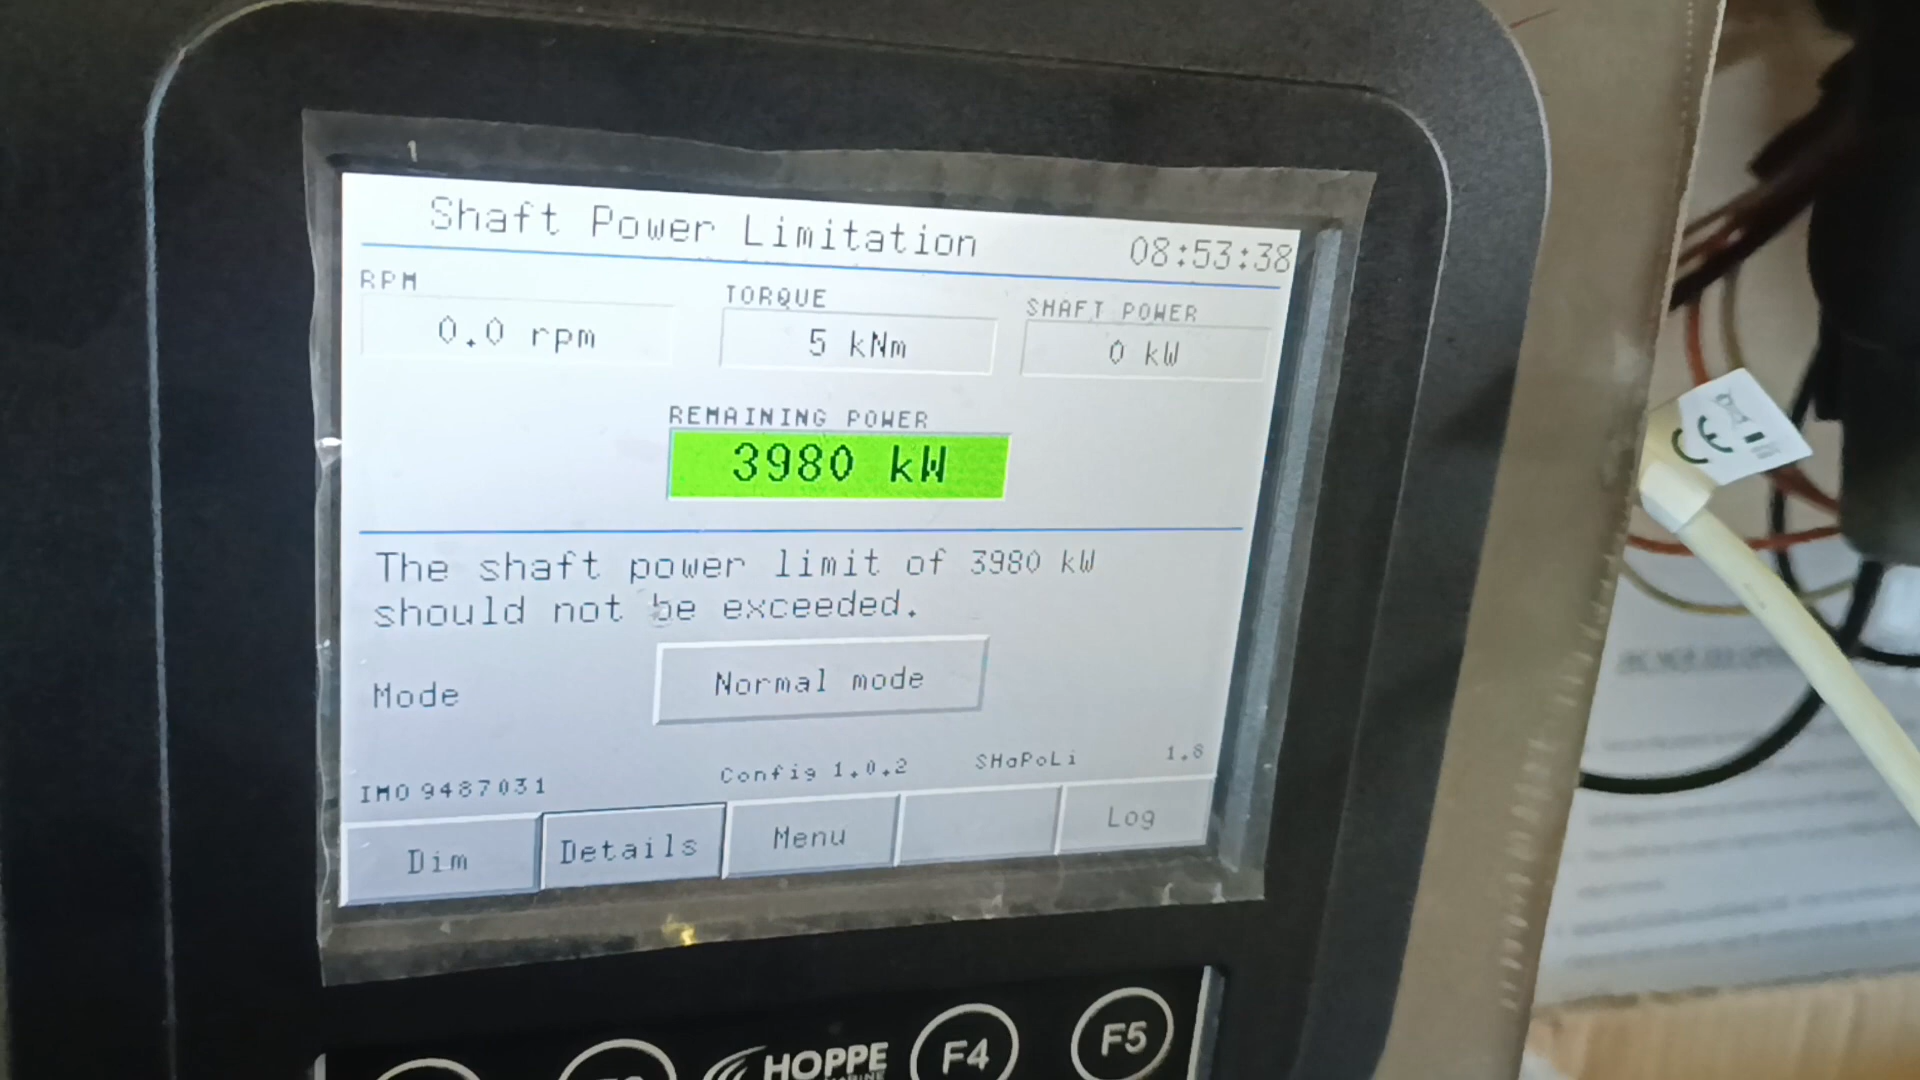 Shaft Power Limitation 08:53:38
RPM TORQUE SHAFT POWER
0.0 rpm 5 kNm 0 kW
REMAINING POWER
3980 kW
The shaft power limit of 3980 kW
should not be exceeded.
Mode Normal mode
IMO 9487031 Config 1.0.2 SHaPoLi 1.8
Dim Details Menu Log
HOPPE F4 F5
CE